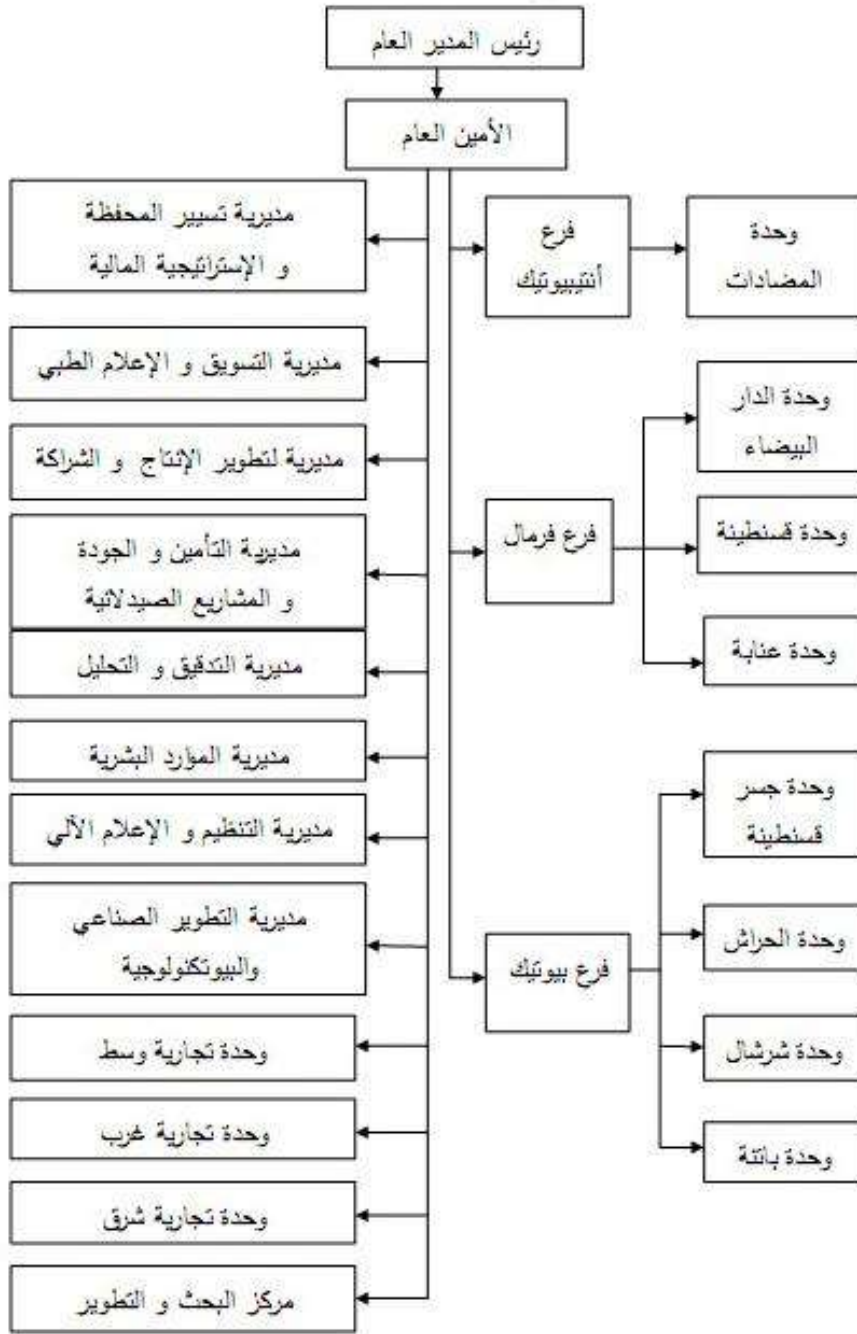 رئيس المدير العام
الأمين العام
وحدة
المضادات
فرع
أنتيبيوتيك
مديرية تسيير المحفظة
و الإستراتيجية المالية
وحدة الدار
البيضاء
مديرية التسويق و الإعلام الطبي
مديرية لتطوير الإنتاج و الشراكة
وحدة قسنطينة
فرع فرمال
مديرية التأمين و الجودة
و المشاريع الصيدلانية
وحدة عنابة
مديرية التدقيق و التحليل
مديرية الموارد البشرية
وحدة جسر
قسنطينة
مديرية التنظيم و الإعلام الآلي
وحدة الحراش
فرع بيوتيك
مديرية التطوير الصناعي
والبيوتكنولوجية
وحدة شرشال
وحدة تجارية وسط
وحدة باتنة
وحدة تجارية غرب
وحدة تجارية شرق
مركز البحث و التطوير